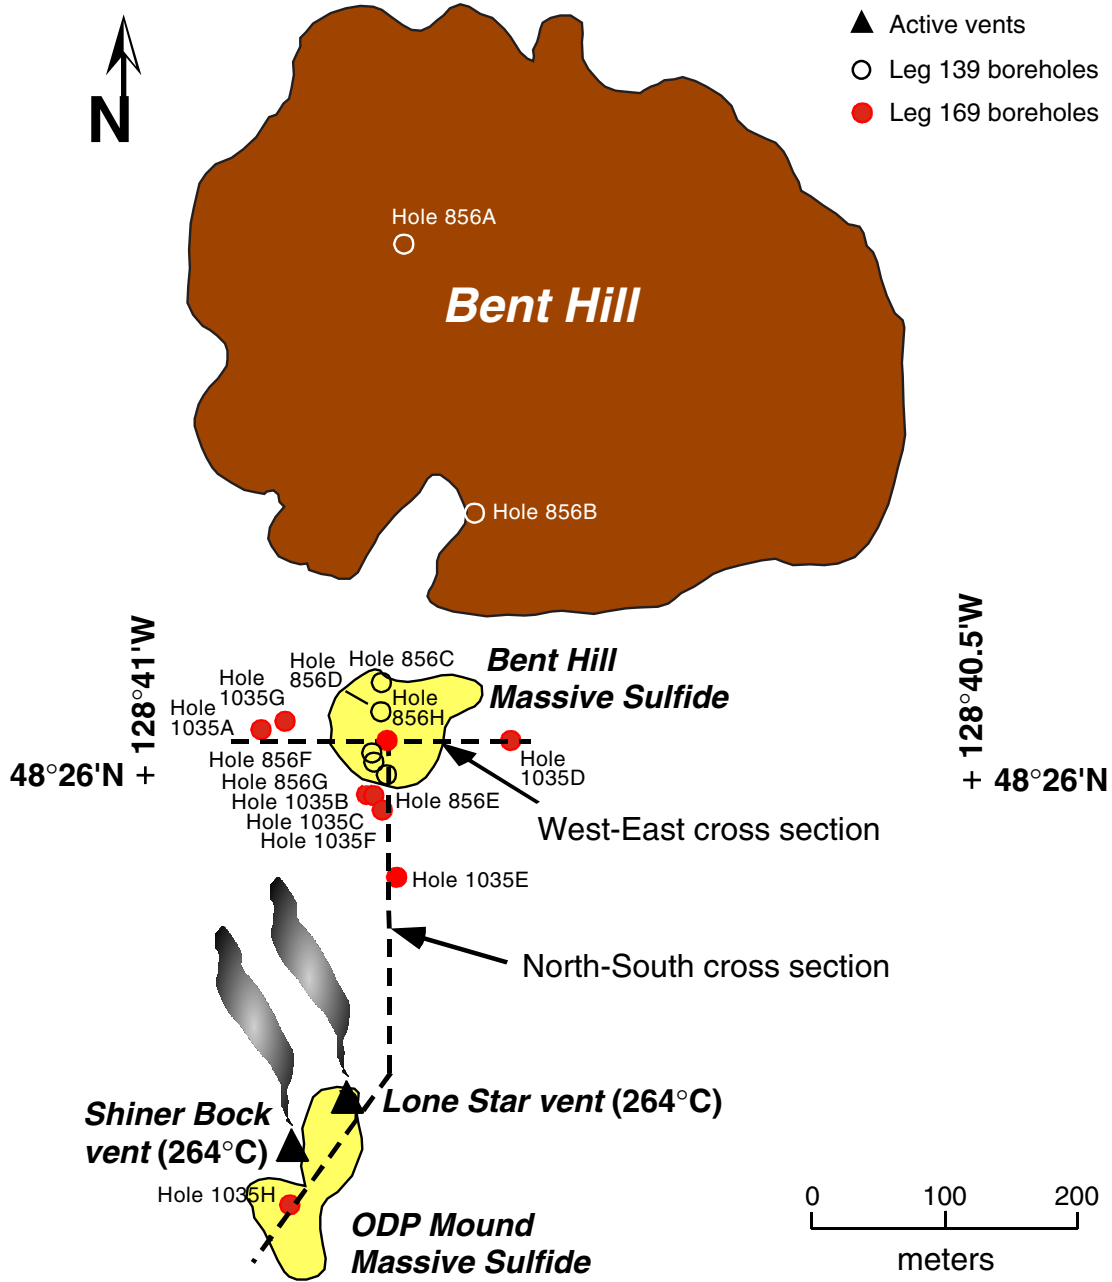 N
Active vents
Leg 139 boreholes
Leg 169 boreholes
Hole 856A
Bent Hill
Hole 856B
128°41'W
128°40.5'W
Hole 856C
Hole
856D
Bent Hill
Massive Sulfide
Hole
1035G
Hole
856H
Hole
1035A
Hole 856F
Hole
1035D
48°26'N +
+ 48°26'N
Hole 856G
Hole 1035B
Hole 856E
Hole 1035C
Hole 1035F
West-East cross section
Hole 1035E
North-South cross section
Lone Star vent (264°C)
Shiner Bock
vent (264°C)
Hole 1035H
ODP Mound
Massive Sulfide
0 100 200
meters